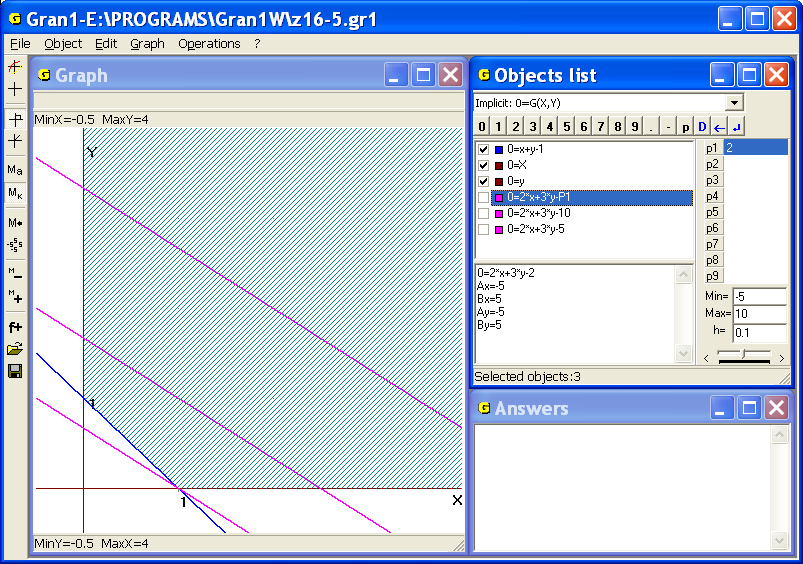 Gran1-E:\PROGRAMS\Gran1W\z16-5.gr1
File Object Edit Graph Operations ?
Graph
MinX=-0.5 MaxY=4
Y
1
1
X
MinY=-0.5 MaxX=4
Ma
Mк
M
M
M
f+
Objects list
Implicit: 0=G(X,Y)
0 1 2 3 4 5 6 7 8 9 . - p D
0=x+y-1
0=X
0=y
0=2*x+3*y-P1
0=2*x+3*y-10
0=2*x+3*y-5
p1 2
p2
p3
p4
p5
p6
p7
p8
p9
0=2*x+3*y-2
Ax=-5
Bx=5
Ay=-5
By=5
Min= -5
Max= 10
h= 0.1
Selected objects:3
Answers